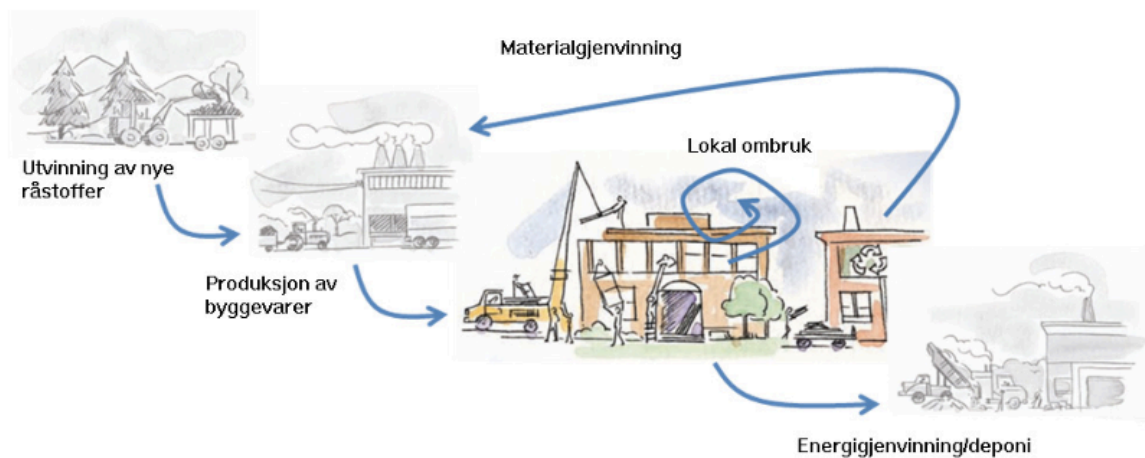 Materialgjenvinning
Lokal ombruk
Utvinning av nye
råstoffer
Produksjon av
byggevarer
Energigjenvinning/deponi